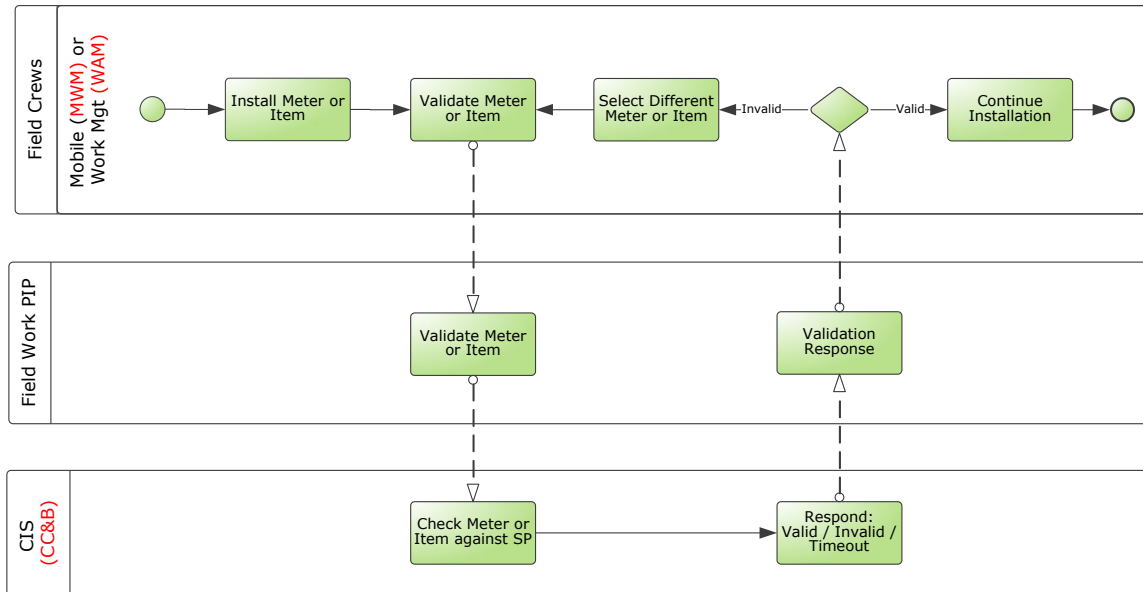 Field Crews
Mobile (MWM) or
Work Mgt (WAM)
Install Meter or
Item
Validate Meter
or Item
Select Different
Meter or Item
Invalid
Valid
Continue
Installation
Field Work PIP
Validate Meter
or Item
Validation
Response
CIS
(CC&B)
Check Meter or
Item against SP
Respond:
Valid / Invalid /
Timeout